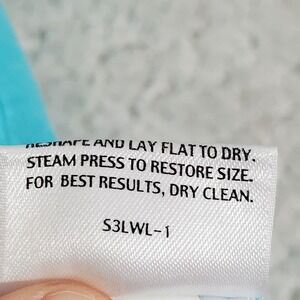 RESHAPE AND LAY FLAT TO DRY.
STEAM PRESS TO RESTORE SIZE.
FOR BEST RESULTS, DRY CLEAN.
S3LWL-1